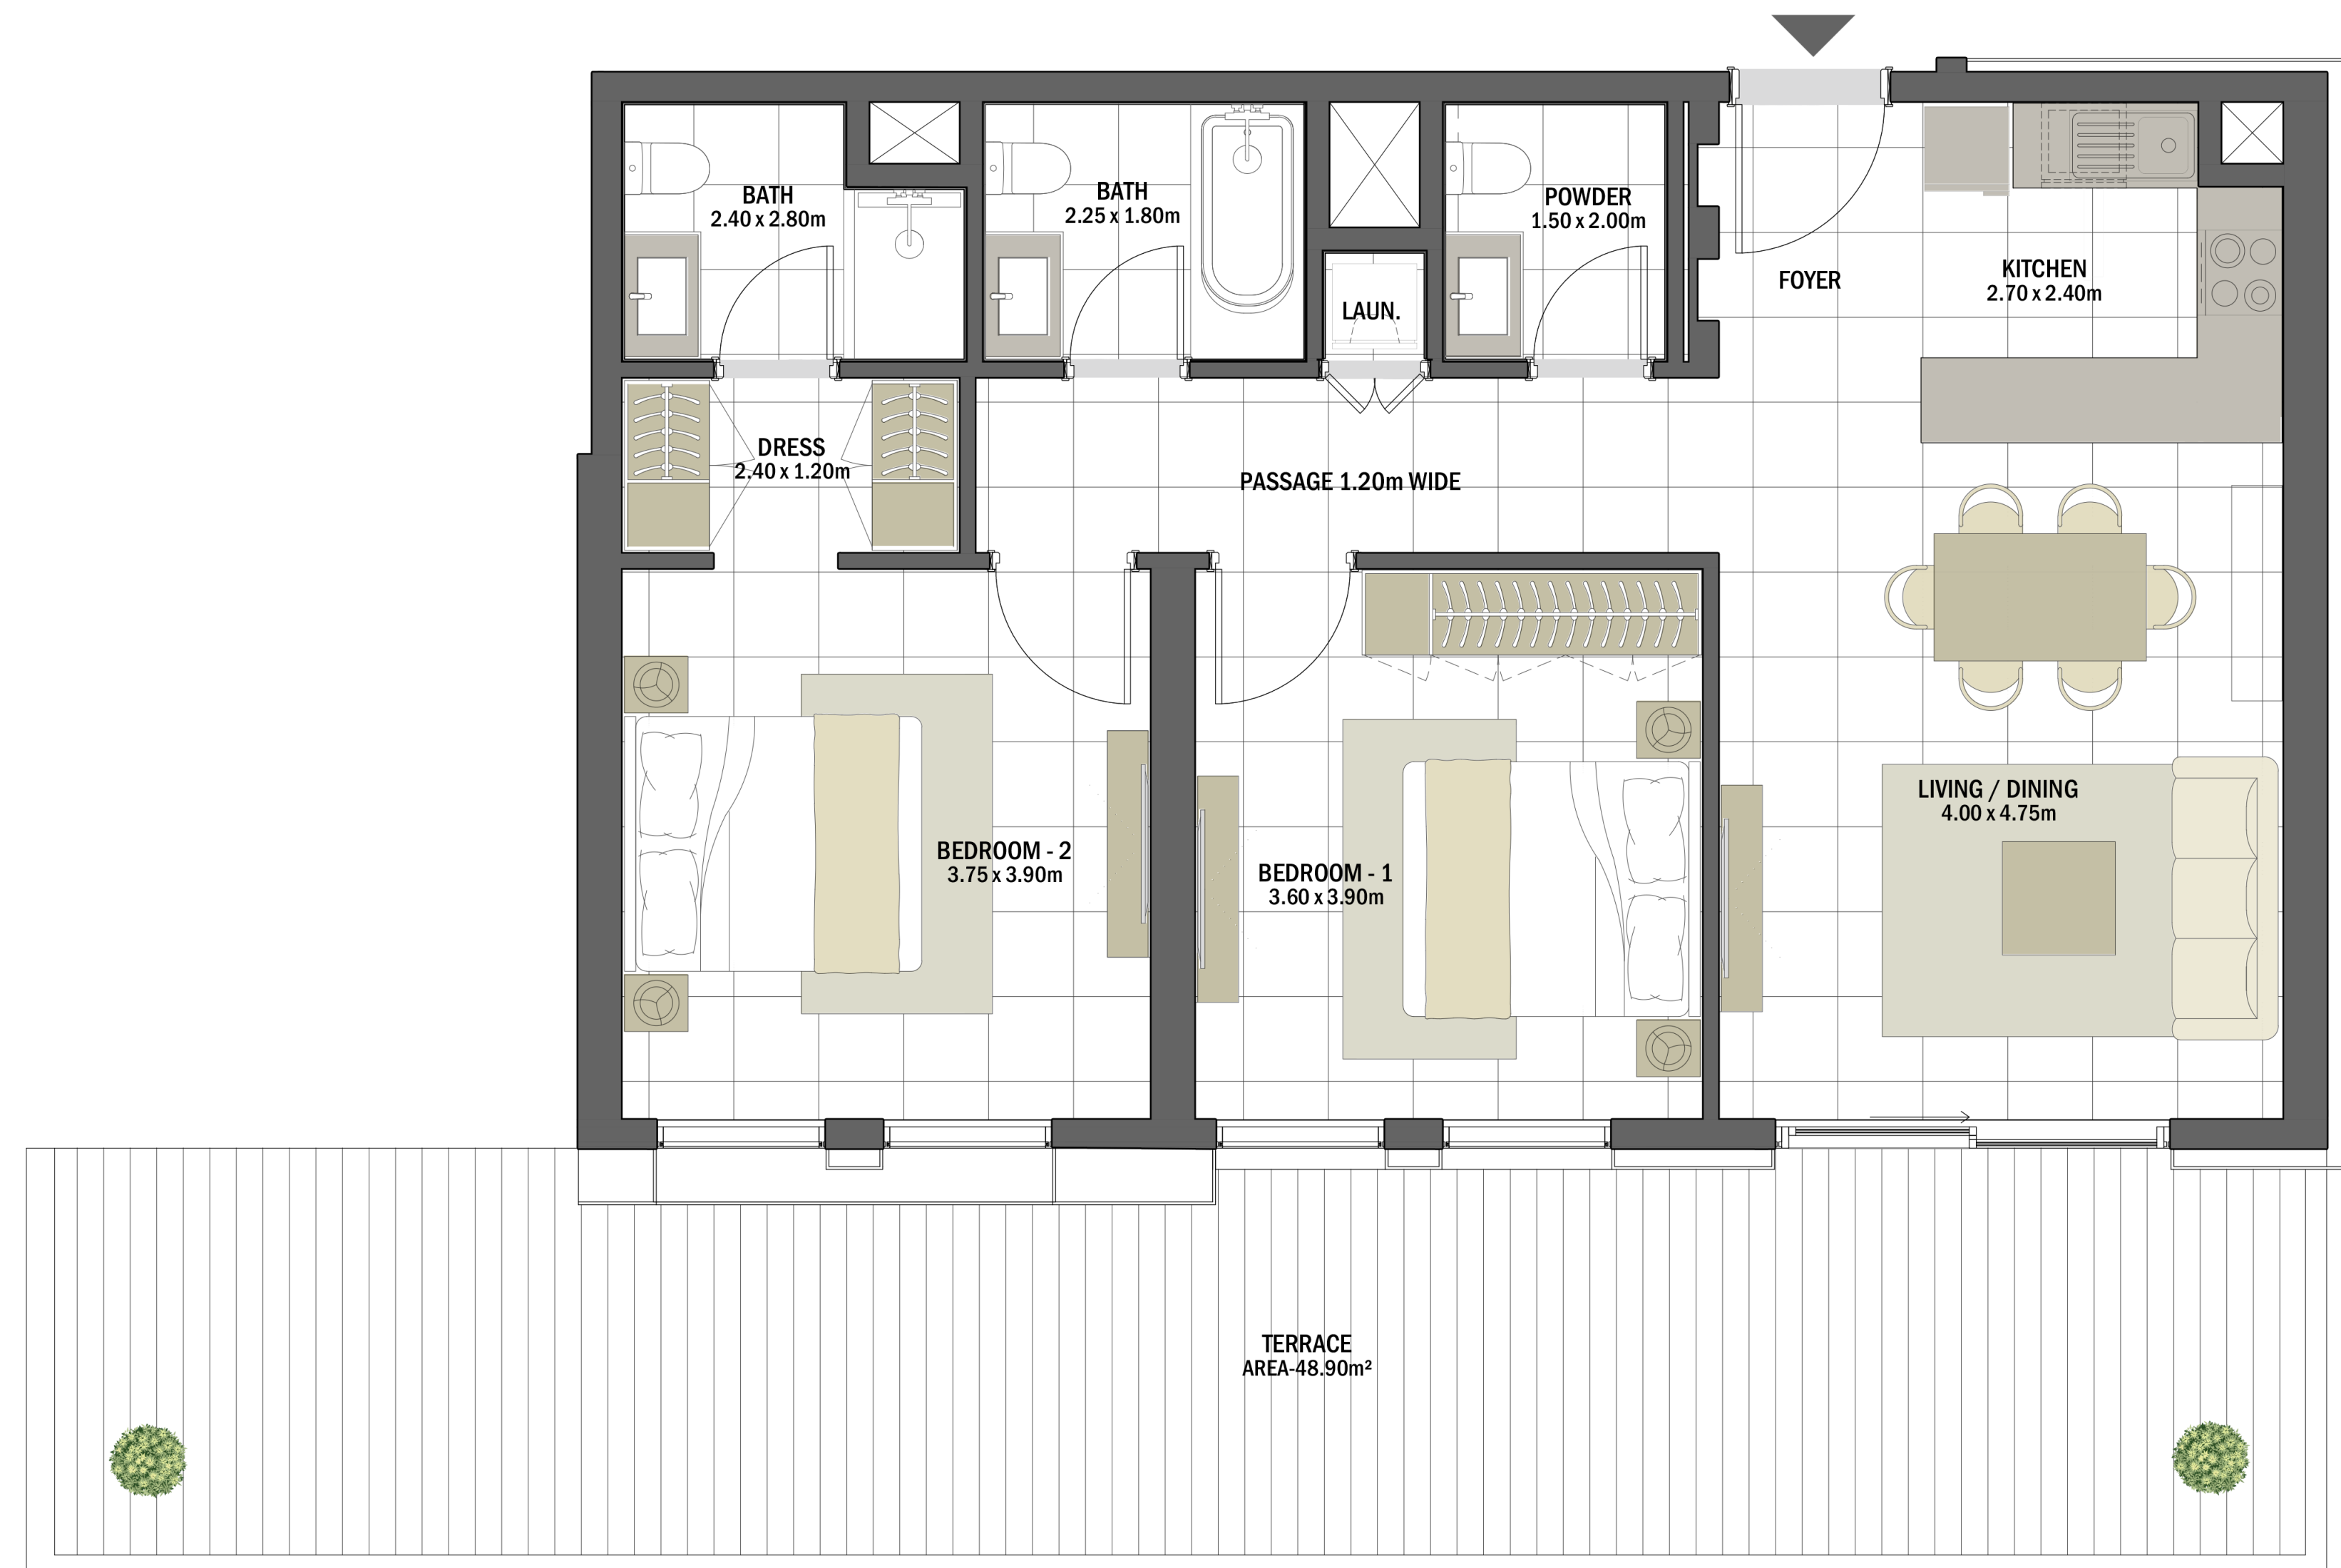 BATH
2.40 x 2.80m
BATH
2.25 x 1.80m
POWDER
1.50 x 2.00m
LAUN.
FOYER
KITCHEN
2.70 x 2.40m
DRESS
2.40 x 1.20m
PASSAGE 1.20m WIDE
BEDROOM - 2
3.75 x 3.90m
BEDROOM - 1
3.60 x 3.90m
LIVING / DINING
4.00 x 4.75m
TERRACE
AREA-48.90m²